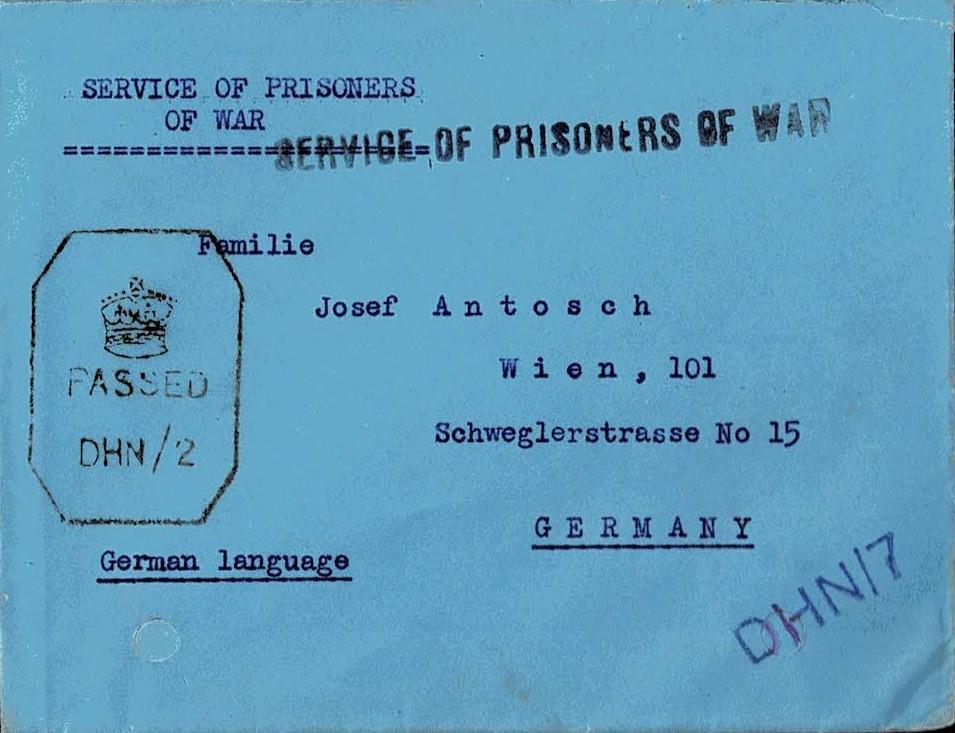 SERVICE OF PRISONERS
OF WAR
==========================
SERVICE OF PRISONERS OF WAR
Familie
Josef Antosch
Wien, 101
Schweglerstrasse No 15
GERMANY
PASSED
DHN/2
German language
DHN/7